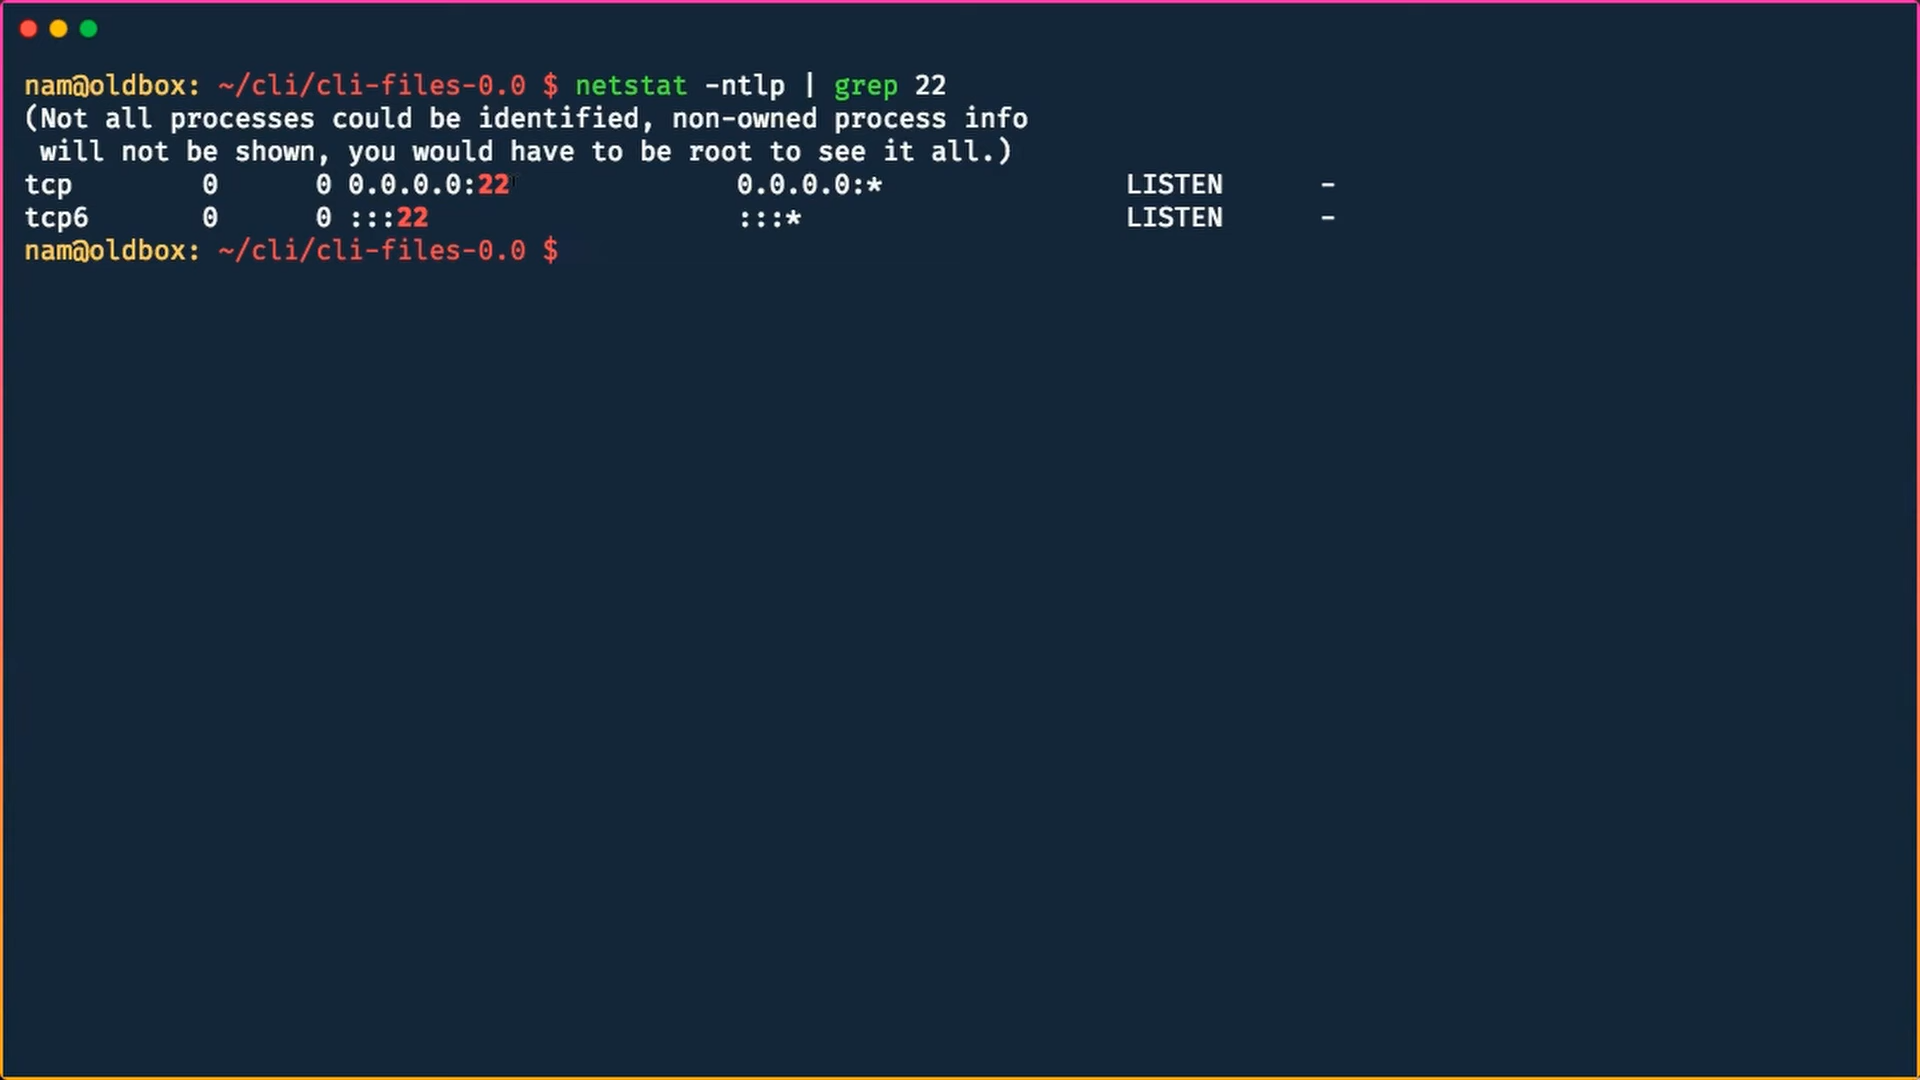 nam@oldbox: ~/cli/cli-files-0.0 $ netstat -ntlp | grep 22
(Not all processes could be identified, non-owned process info
 will not be shown, you would have to be root to see it all.)
tcp        0      0 0.0.0.0:22              0.0.0.0:*               LISTEN      -
tcp6       0      0 :::22                   :::*                    LISTEN      -
nam@oldbox: ~/cli/cli-files-0.0 $